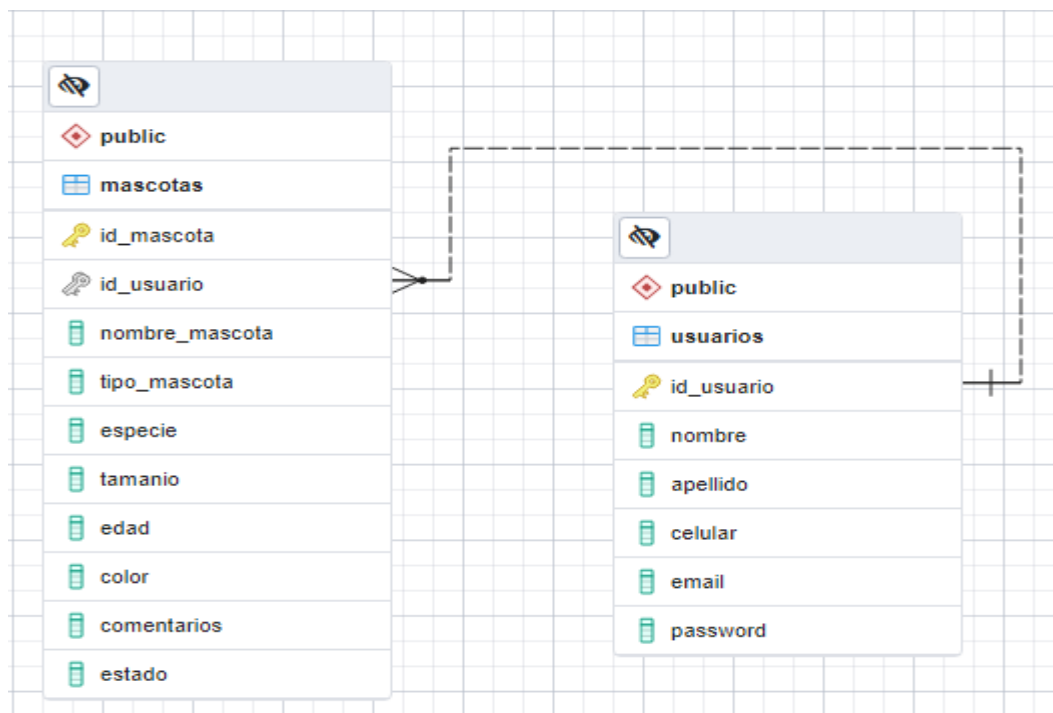 public
mascotas
id_mascota
id_usuario
nombre_mascota
tipo_mascota
especie
tamanio
edad
color
comentarios
estado
public
usuarios
id_usuario
nombre
apellido
celular
email
password